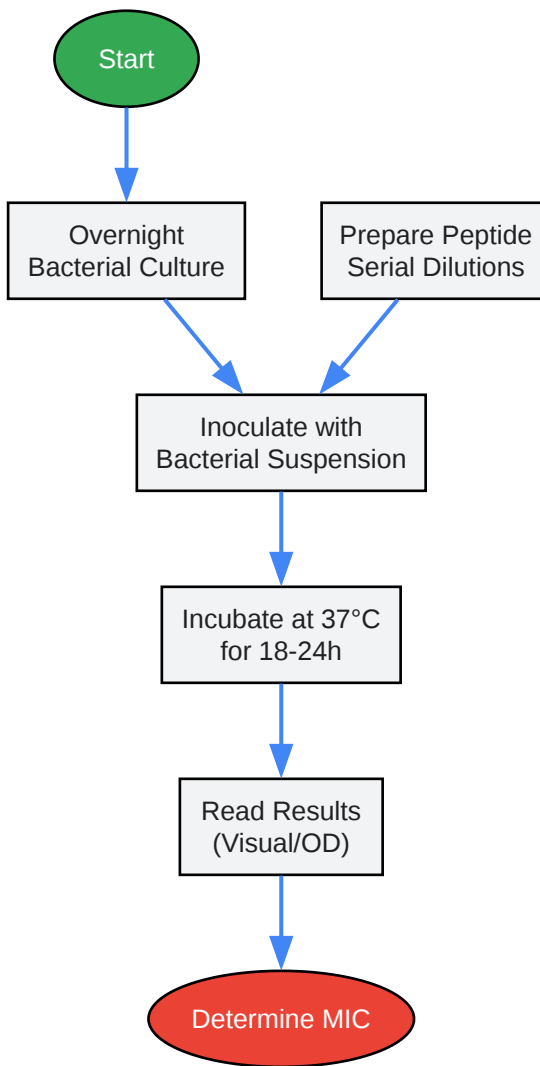 Start
Overnight
Bacterial Culture
Prepare Peptide
Serial Dilutions
Inoculate with
Bacterial Suspension
Incubate at 37°C
for 18-24h
Read Results
(Visual/OD)
Determine MIC